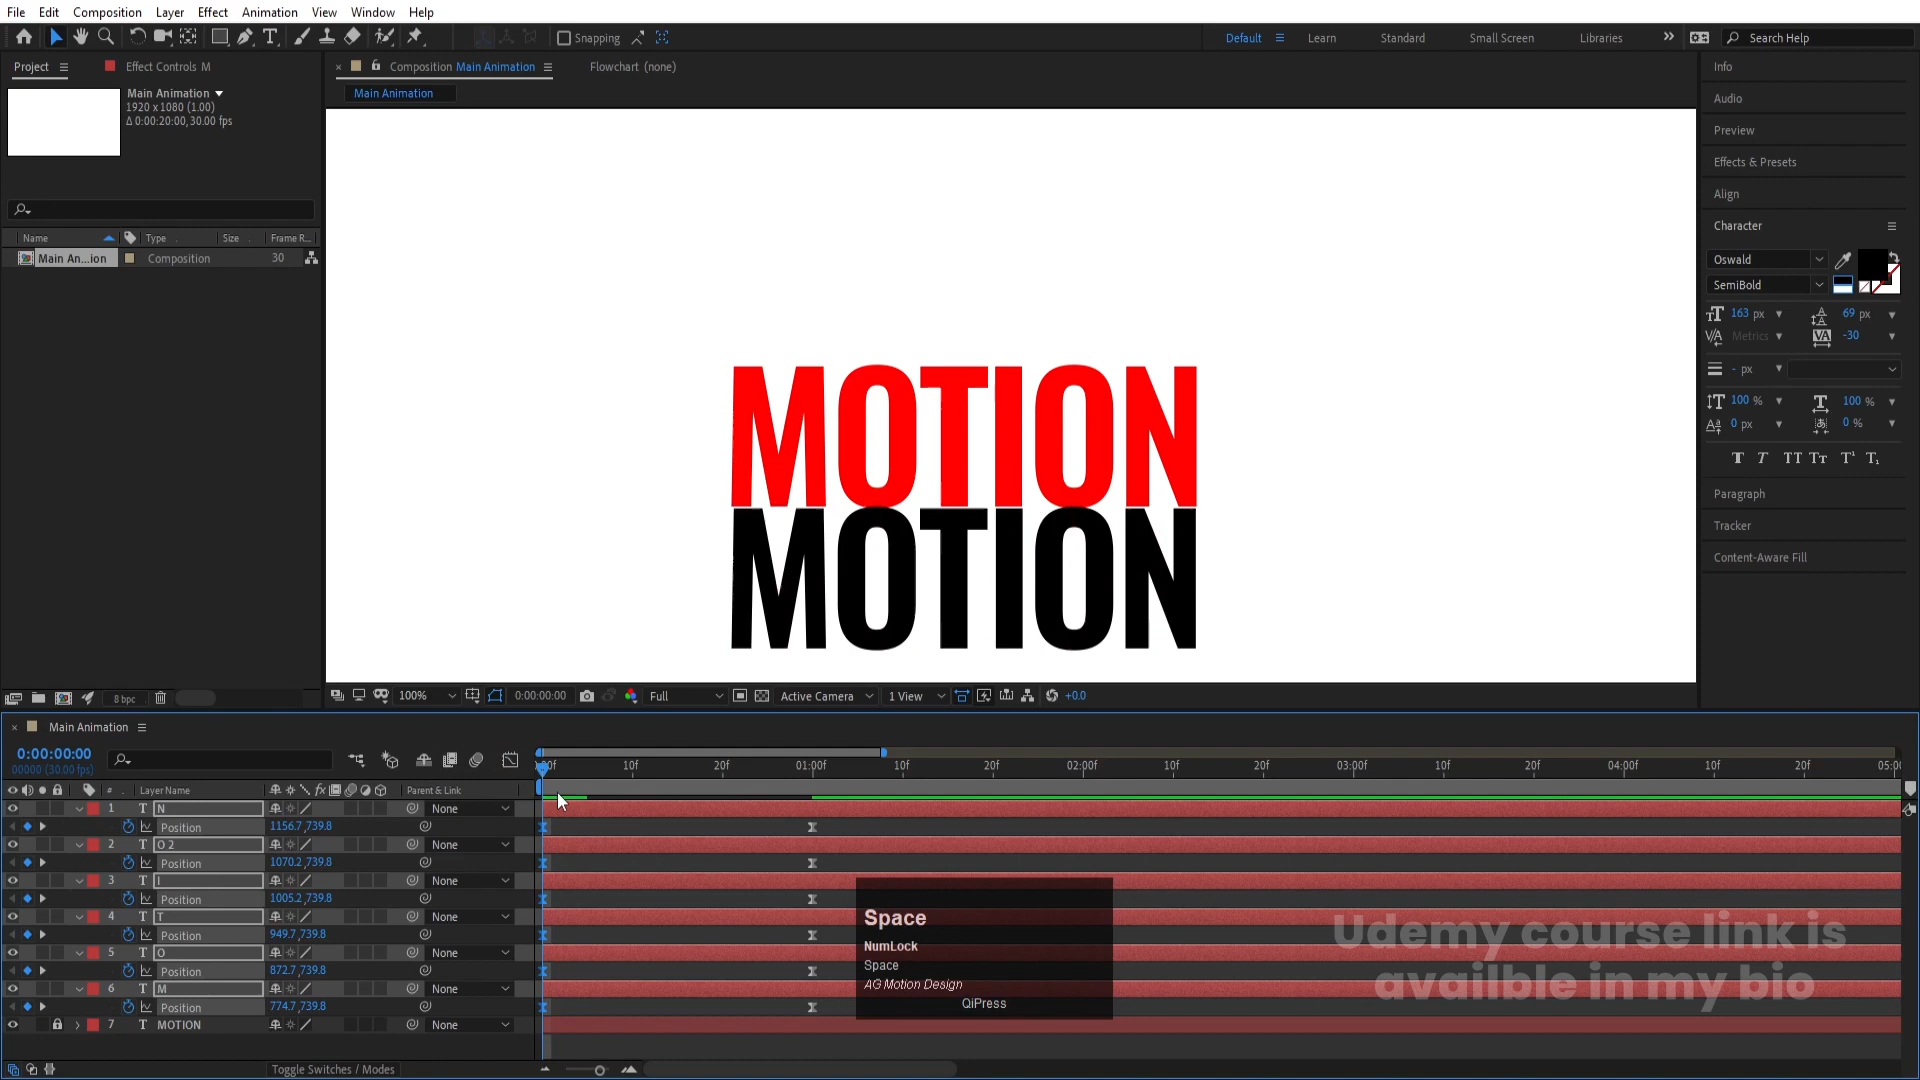 File Edit Composition Layer Effect Animation View Window Help
Snapping
Default Learn Standard Small Screen Libraries Search Help
Project Effect Controls M
Main Animation
1920 x 1080 (1.00)
Δ 0:00:20:00, 30.00 fps
Name Type Size Frame R...
Main An...ion Composition 30
8 bpc
Composition Main Animation Flowchart (none)
Main Animation
MOTION
MOTION
100% 0:00:00:00 Full Active Camera 1 View +0.0
Info
Audio
Preview
Effects & Presets
Align
Character
Oswald
SemiBold
163 px 69 px
Metrics -30
- px
100 % 100 %
0 px 0 %
T T TT Tt T¹ T₁
Paragraph
Tracker
Content-Aware Fill
Main Animation
0:00:00:00
00000 (30.00 fps)
10f 20f 01:00f 10f 20f 02:00f 10f 20f 03:00f 10f 20f 04:00f 10f 20f
# Layer Name Parent & Link
1 T N None
Position 1156.7,739.8
2 T O 2 None
Position 1070.2,739.8
3 T I None
Position 1005.2,739.8
4 T T None
Position 949.7,739.8
5 T O None
Position 872.7,739.8
6 T M None
Position 774.7,739.8
7 T MOTION None
Toggle Switches / Modes
Space
NumLock
Space
AG Motion Design
QiPress
Udemy course link is
availble in my bio